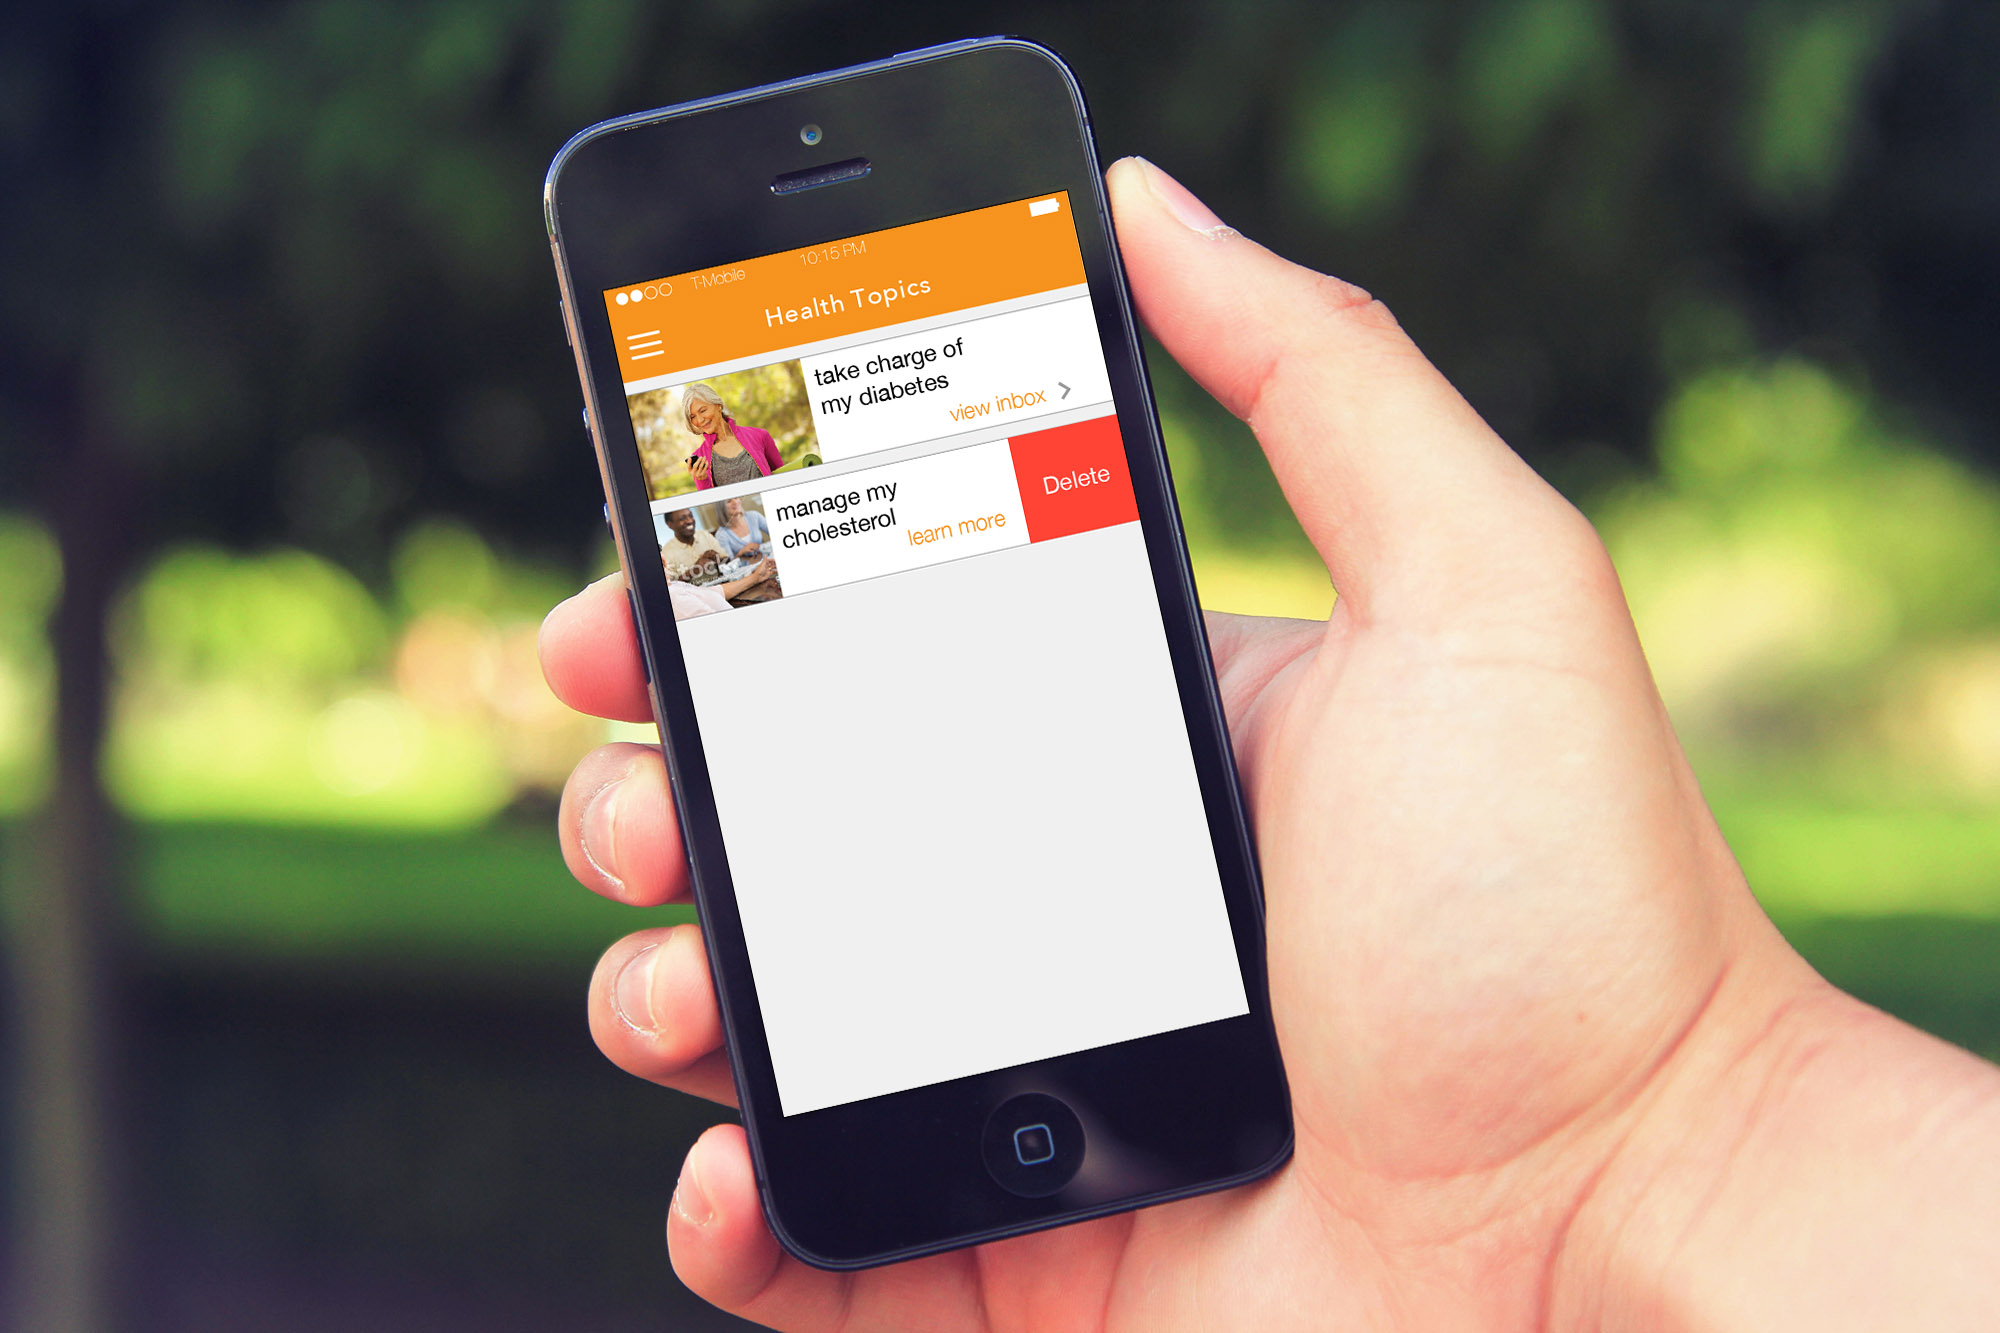 T-Mobile 10:15 PM
Health Topics
take charge of
my diabetes
view inbox
manage my
cholesterol
learn more
Delete
iStock